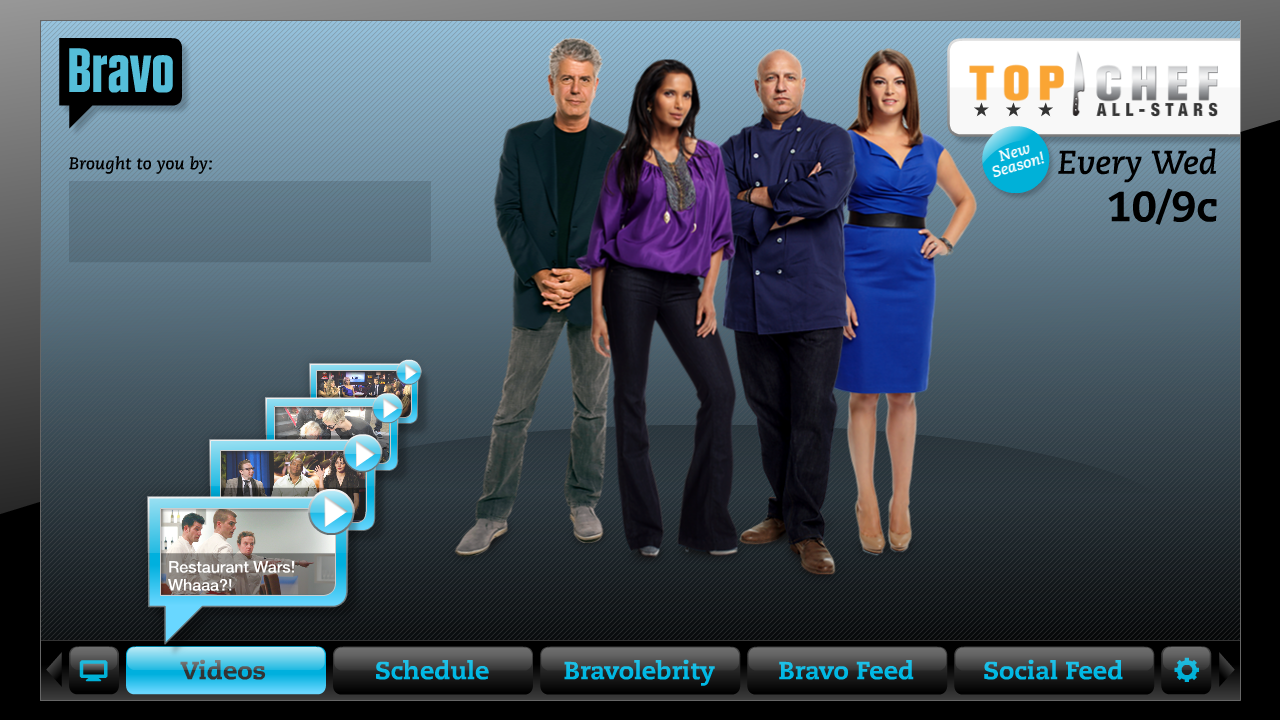 Bravo
TOP CHEF
ALL-STARS
New
Season!
Every Wed
10/9c
Brought to you by:
Restaurant Wars!
Whaaa?!
Videos
Schedule
Bravolebrity
Bravo Feed
Social Feed